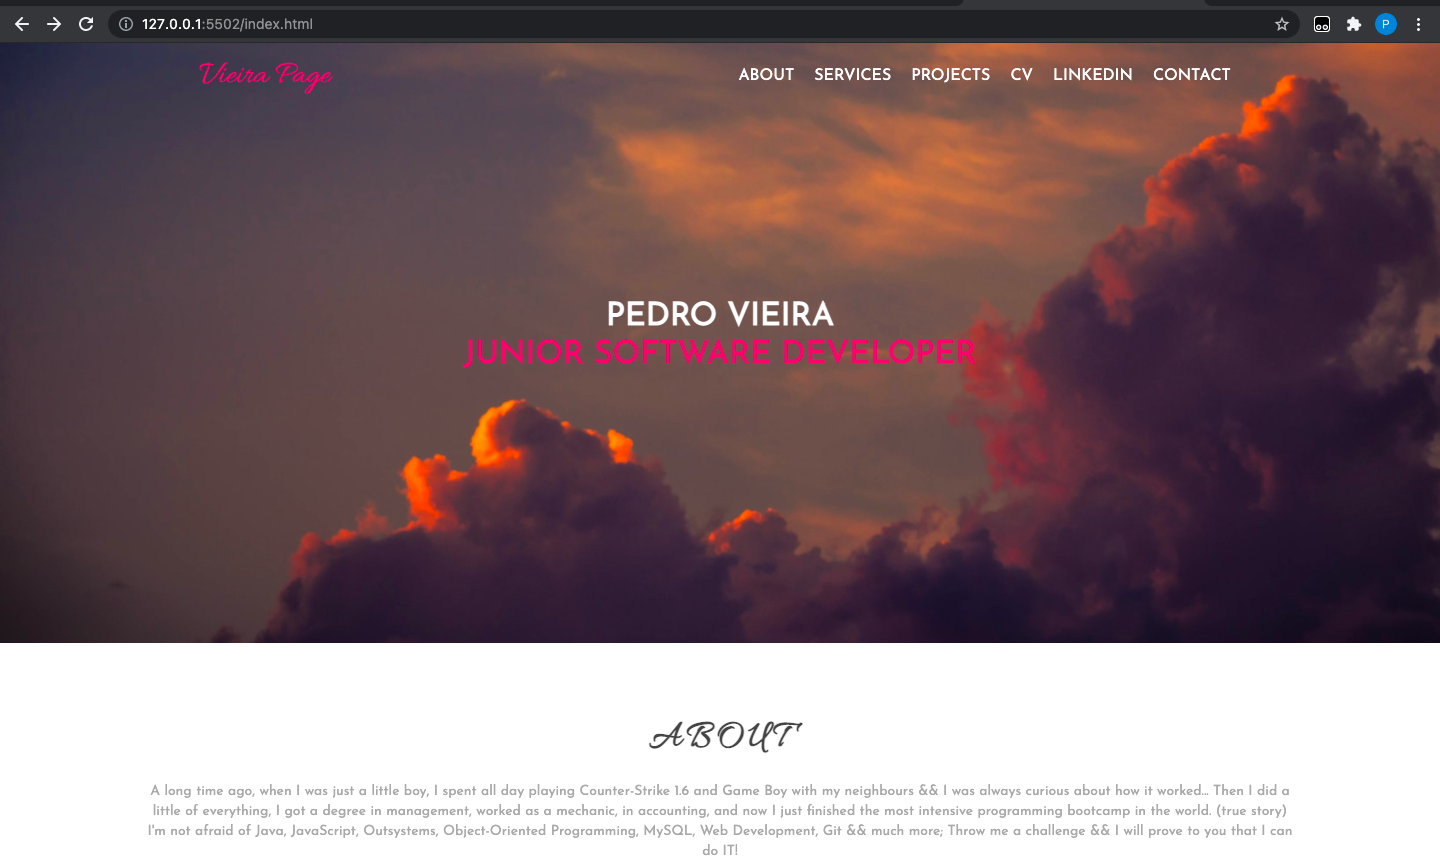 127.0.0.1:5502/index.html
P
Vieira Page
ABOUT SERVICES PROJECTS CV LINKEDIN CONTACT
PEDRO VIEIRA
JUNIOR SOFTWARE DEVELOPER
ABOUT
A long time ago, when I was just a little boy, I spent all day playing Counter-Strike 1.6 and Game Boy with my neighbours && I was always curious about how it worked... Then I did a
little of everything, I got a degree in management, worked as a mechanic, in accounting, and now I just finished the most intensive programming bootcamp in the world. (true story)
I'm not afraid of Java, JavaScript, Outsystems, Object-Oriented Programming, MySQL, Web Development, Git && much more; Throw me a challenge && I will prove to you that I can
do IT!